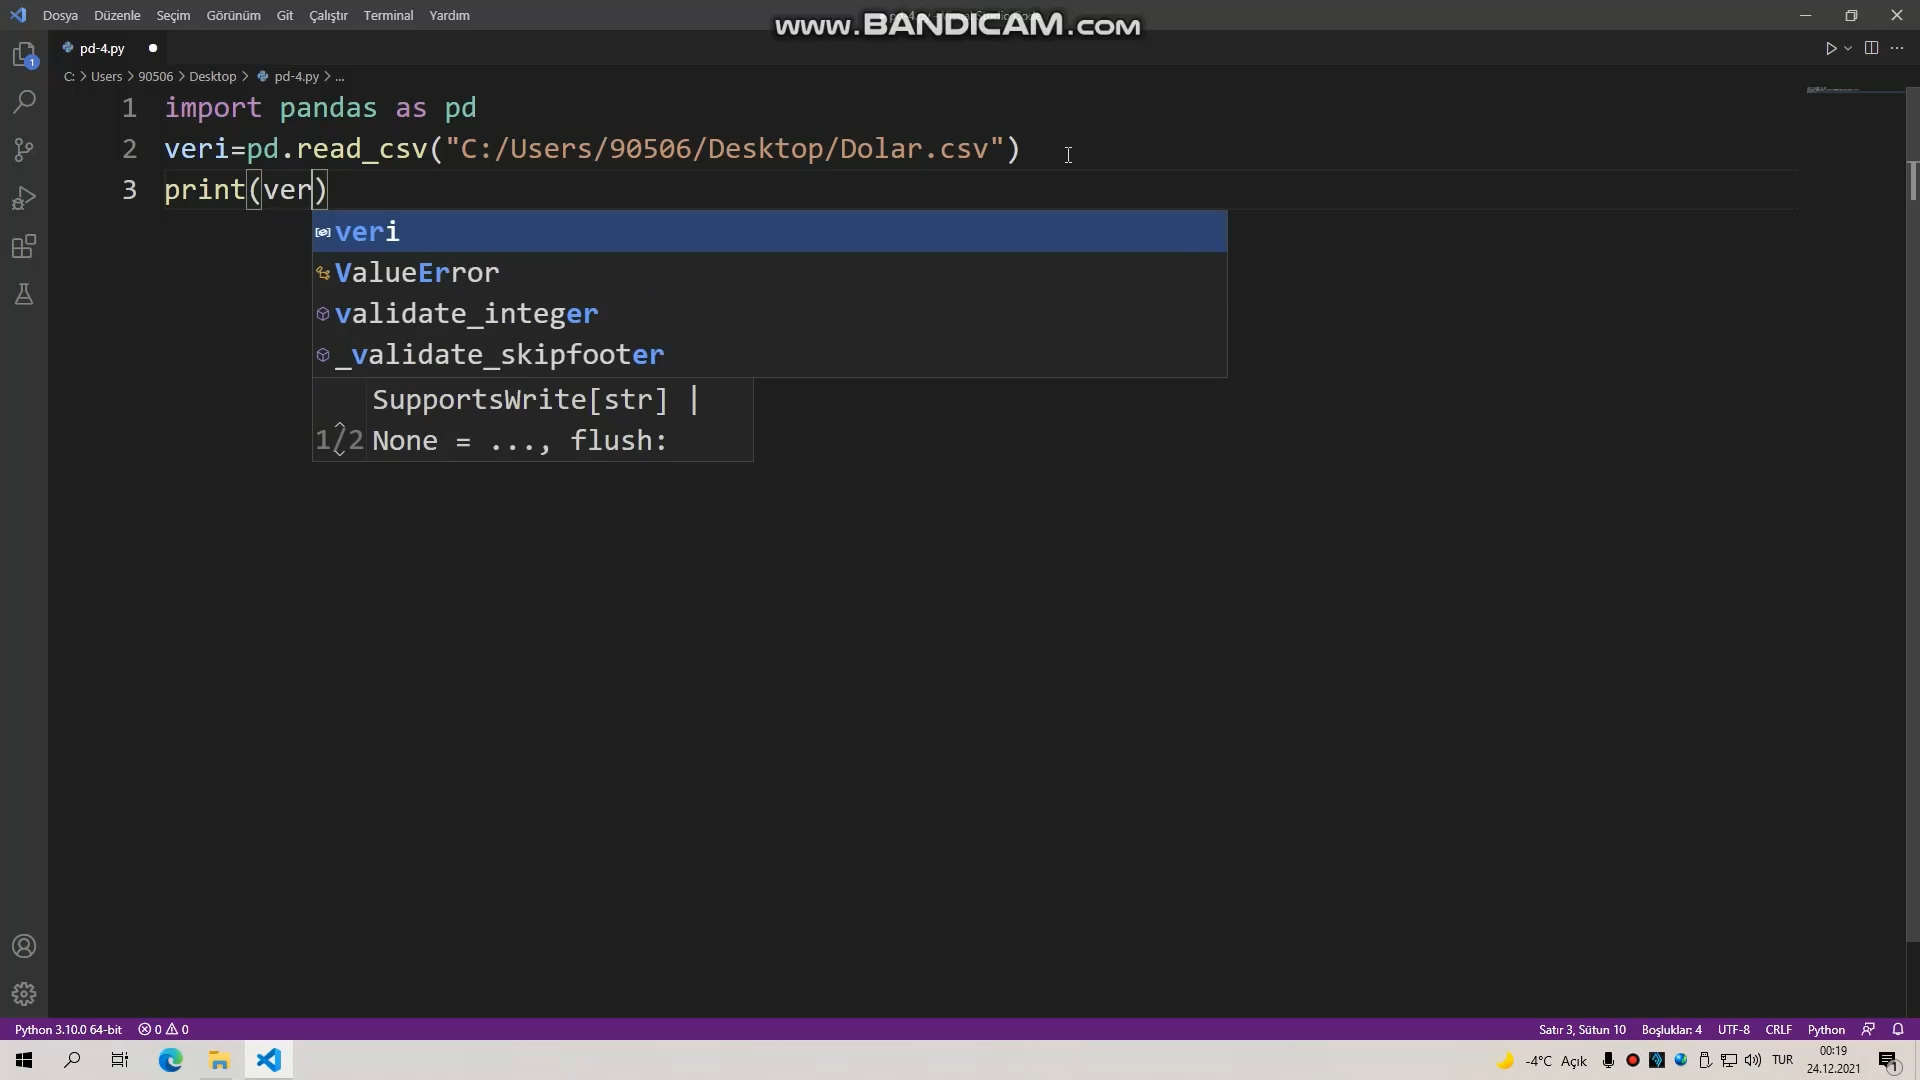 Dosya Düzenle Seçim Görünüm Git Çalıştır Terminal Yardım
www.BANDICAM.com
pd-4.py
C: > Users > 90506 > Desktop > pd-4.py > ...
1 import pandas as pd
2 veri=pd.read_csv("C:/Users/90506/Desktop/Dolar.csv")
3 print(ver)
veri
ValueError
validate_integer
_validate_skipfooter
SupportsWrite[str] |
1/2 None = ..., flush:
1
Python 3.10.0 64-bit 0 0 Satır 3, Sütun 10 Boşluklar: 4 UTF-8 CRLF Python
-4°C Açık TUR 00:19
24.12.2021
1